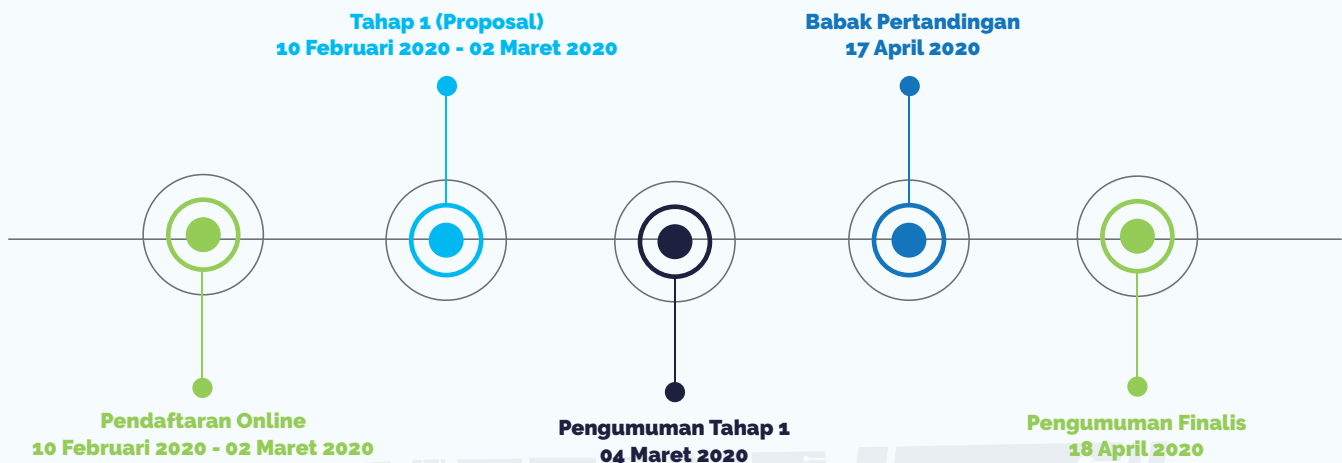 Tahap 1 (Proposal)
10 Februari 2020 - 02 Maret 2020
Babak Pertandingan
17 April 2020
Pendaftaran Online
10 Februari 2020 - 02 Maret 2020
Pengumuman Tahap 1
04 Maret 2020
Pengumuman Finalis
18 April 2020